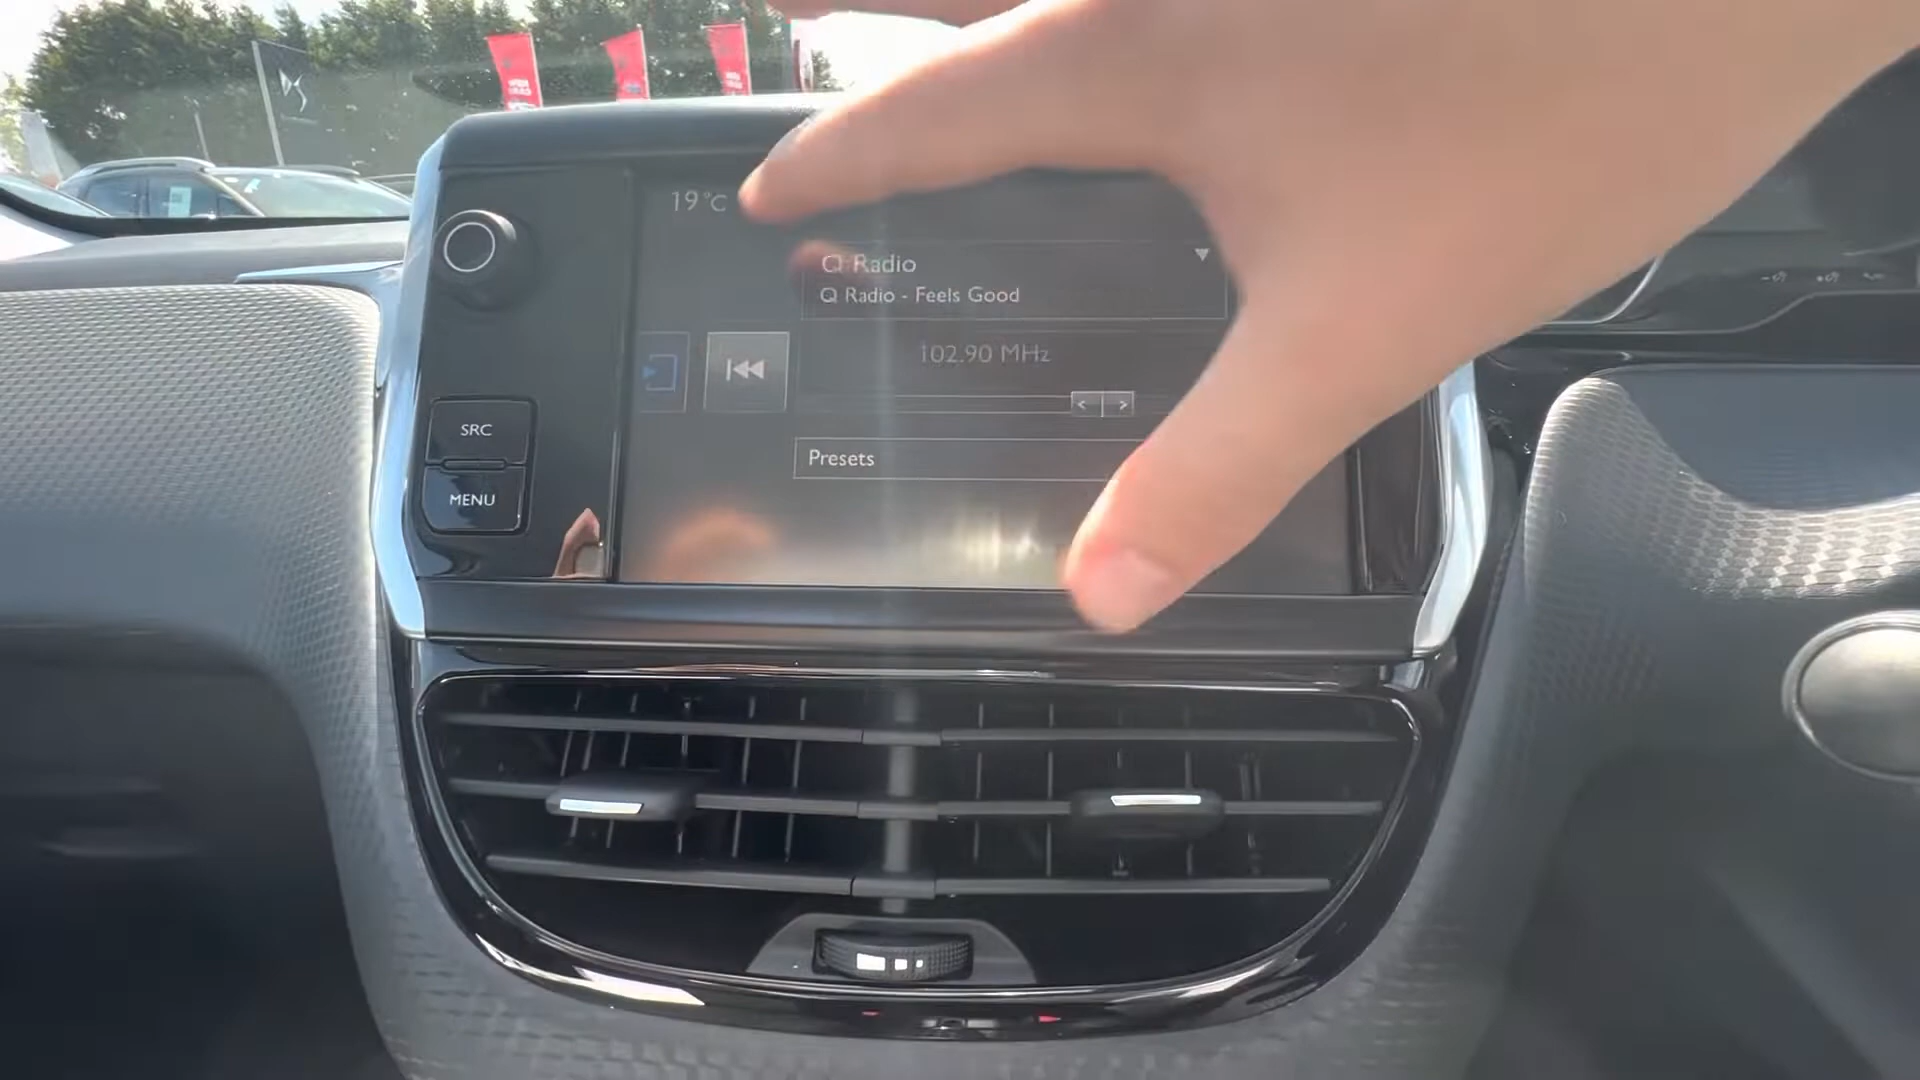 19°C
Q Radio
Q Radio - Feels Good
102.90 MHz
< >
Presets
SRC
MENU